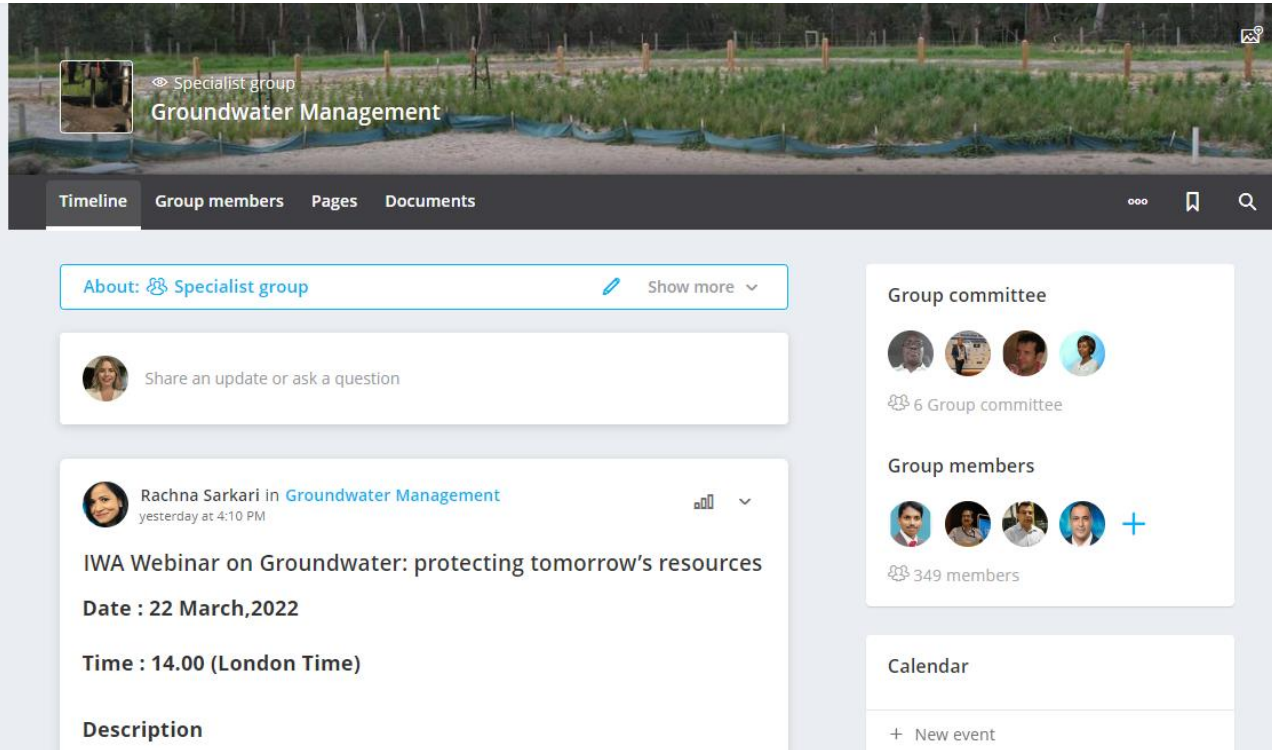 Specialist group
Groundwater Management
Timeline Group members Pages Documents
About: Specialist group Show more
Share an update or ask a question
Rachna Sarkari in Groundwater Management
yesterday at 4:10 PM
IWA Webinar on Groundwater: protecting tomorrow’s resources
Date : 22 March,2022
Time : 14.00 (London Time)
Description
Group committee
6 Group committee
Group members
349 members
Calendar
+ New event